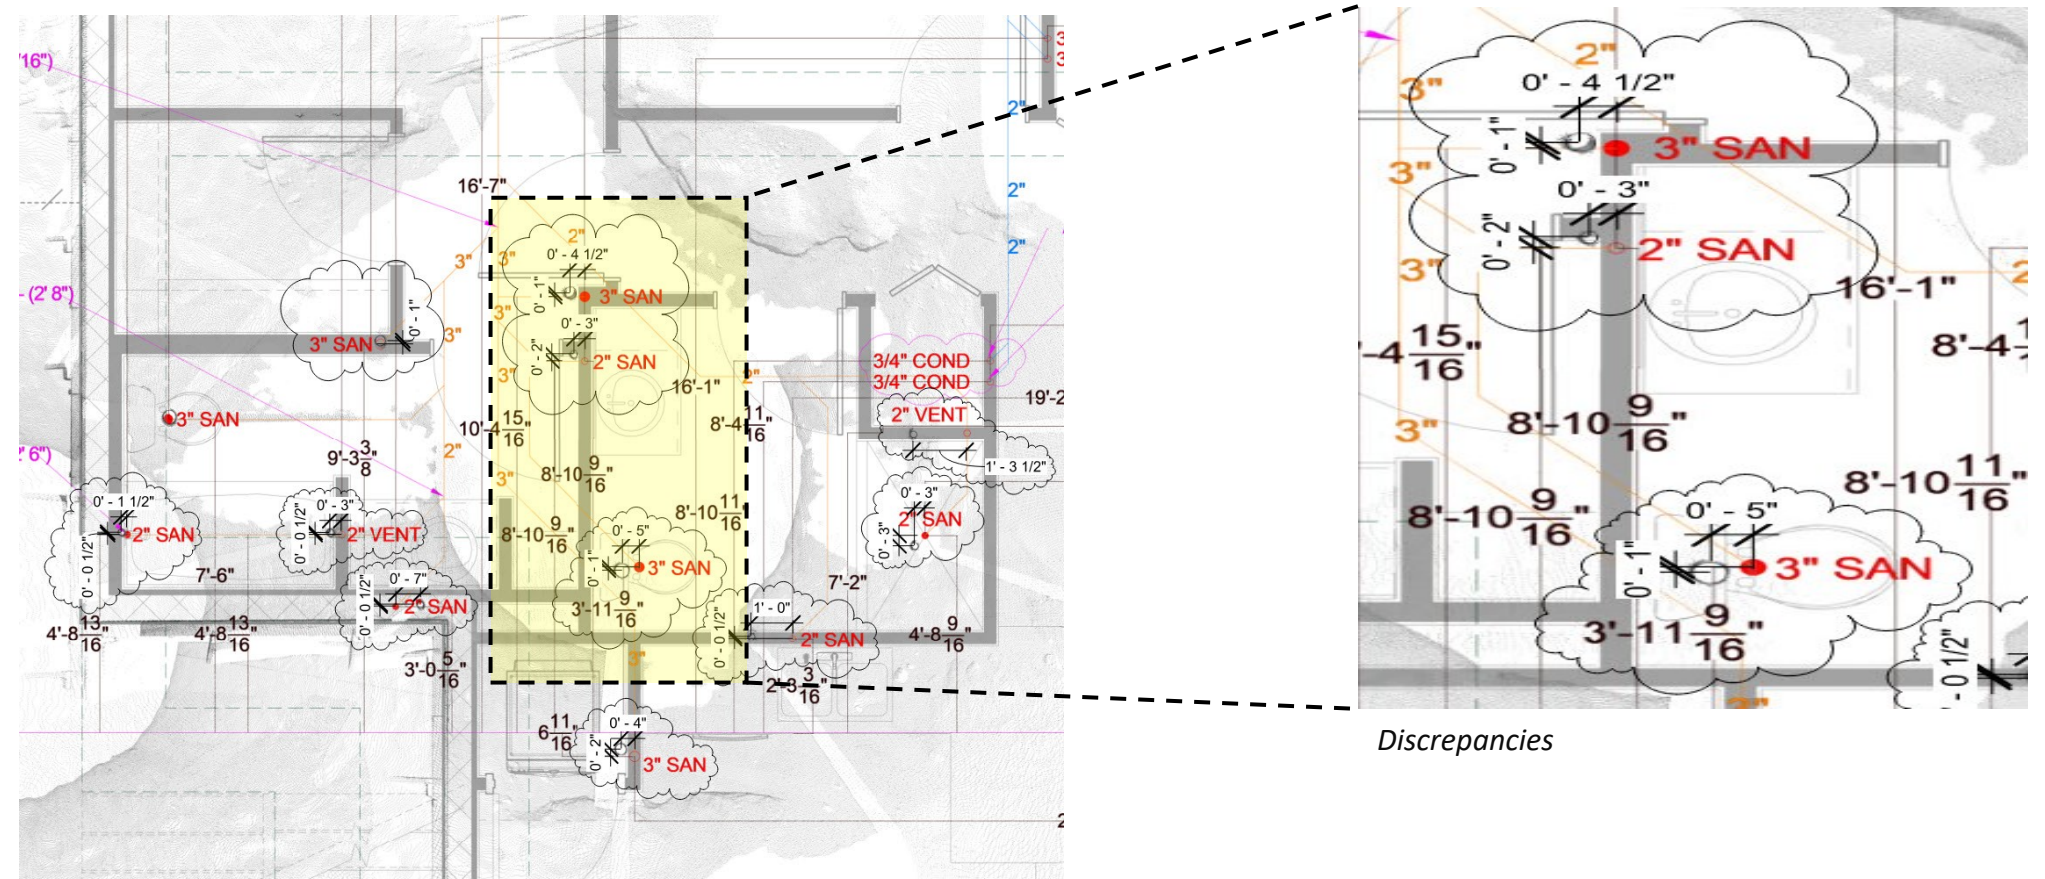 '16")
3
3
2"
16'-7"
2"
2"
2"
0' - 4 1/2"
3"
3"
- (2' 8")
0' - 1"
3" SAN
0' - 1"
3"
0' - 3"
3"
3" SAN
0' - 2"
2" SAN
3"
2"
16'-1"
3/4" COND
3/4" COND
19'-2
2" VENT
3" SAN
10'-4 15/16"
8'-4 11/16"
2' 6")
9'-3 3/8"
2"
3"
8'-10 9/16"
1' - 3 1/2"
0' - 1 1/2"
0' - 3"
0' - 3"
8'-10 11/16"
2" SAN
0' - 0 1/2"
2" SAN
0' - 0 1/2"
2" VENT
8'-10 9/16"
0' - 5"
0' - 3"
0' - 1"
3" SAN
7'-6"
0' - 7"
7'-2"
0' - 0 1/2"
2" SAN
3'-11 9/16"
1' - 0"
4'-8 13/16"
4'-8 13/16"
0' - 0 1/2"
2" SAN
4'-8 9/16"
3'-0 5/16"
3"
2'-3 3/16"
6 11/16"
0' - 4"
0' - 2"
3" SAN
2
2"
0' - 4 1/2"
3"
0' - 1"
3" SAN
3"
0' - 3"
0' - 2"
2" SAN
3"
2
16'-1"
-4 15/16"
8'-4
3"
8'-10 9/16"
8'-10 11/16"
8'-10 9/16"
0' - 5"
0' - 1"
3" SAN
3'-11 9/16"
- 0 1/2"
3"
Discrepancies